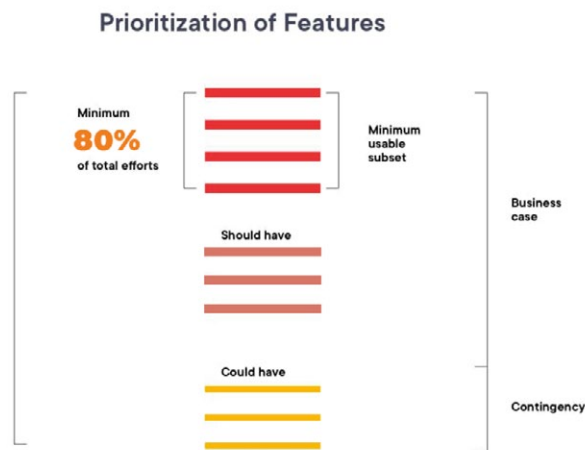 Prioritization of Features
Minimum
80%
of total efforts
Minimum
usable
subset
Should have
Business
case
Could have
Contingency